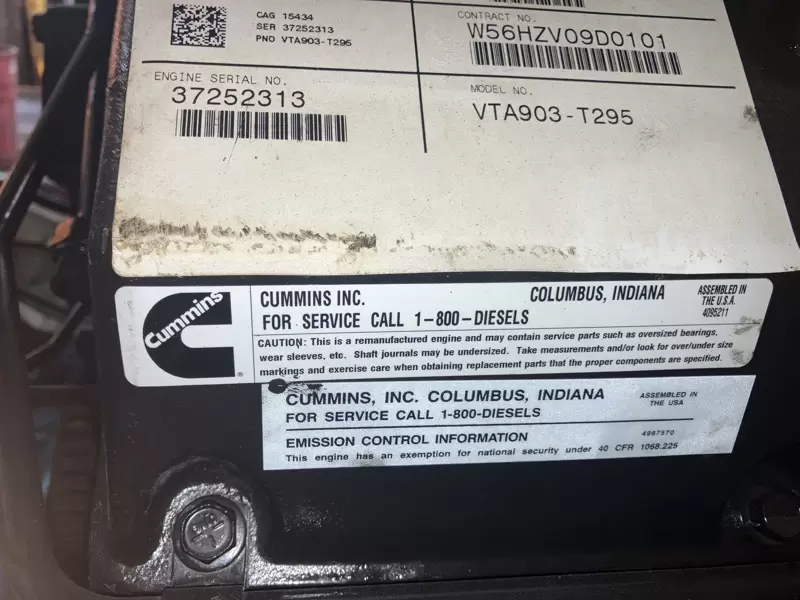 CAG 15434
SER 37252313
PND VTA903-T295
CONTRACT NO.
W56HZV09D0101
ENGINE SERIAL NO.
37252313
MODEL NO.
VTA903-T295
Cummins
CUMMINS INC. COLUMBUS, INDIANA
FOR SERVICE CALL 1-800-DIESELS
ASSEMBLED IN
THE U.S.A.
4095211
CAUTION: This is a remanufactured engine and may contain service parts such as oversized bearings,
wear sleeves, etc. Shaft journals may be undersized. Take measurements and/or look for over/under size
markings and exercise care when obtaining replacement parts that the proper components are specified.
CUMMINS, INC. COLUMBUS, INDIANA
FOR SERVICE CALL 1-800-DIESELS
ASSEMBLED IN
THE USA
EMISSION CONTROL INFORMATION
4987570
This engine has an exemption for national security under 40 CFR 1068.225